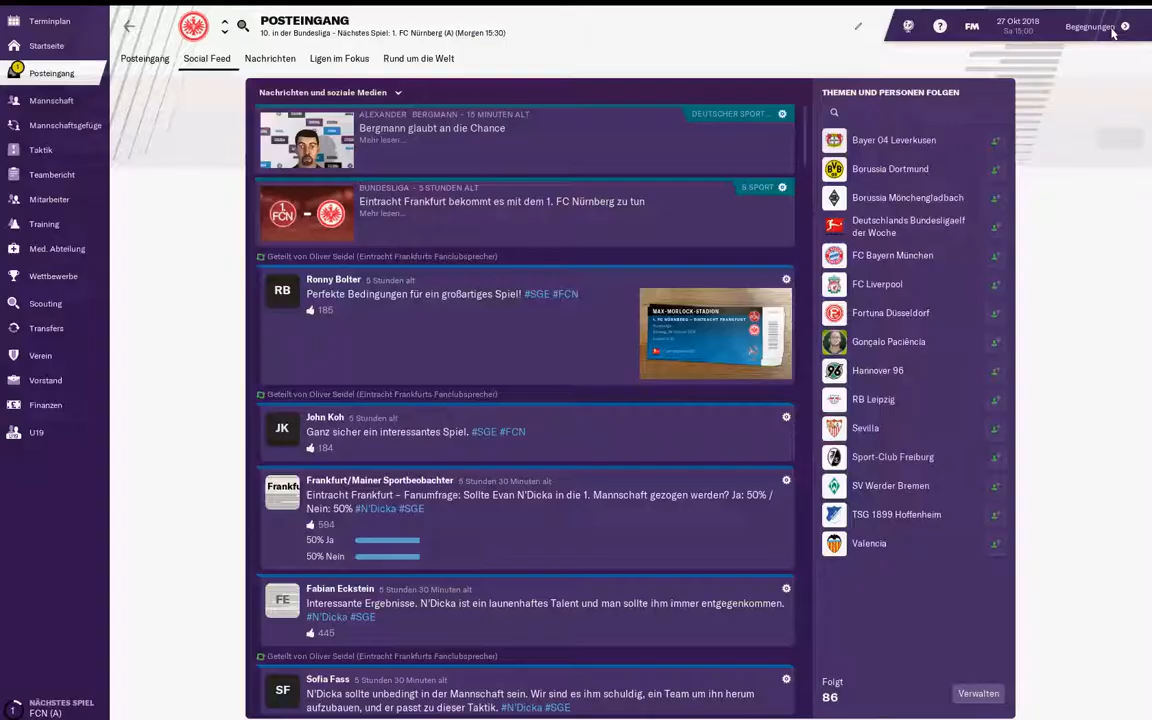 Terminplan
Startseite
1
Posteingang
Mannschaft
Mannschaftsgefüge
Taktik
Teambericht
Mitarbeiter
Training
Med. Abteilung
Wettbewerbe
Scouting
Transfers
Verein
Vorstand
Finanzen
U19
U19
1
NÄCHSTES SPIEL
FCN (A)
POSTEINGANG
10. in der Bundesliga - Nächstes Spiel: 1. FC Nürnberg (A) (Morgen 15:30)
?
FM
27 Okt 2018
Sa 15:00
Begegnungen
Posteingang
Social Feed
Nachrichten
Ligen im Fokus
Rund um die Welt
Nachrichten und soziale Medien
ALEXANDER BERGMANN - 15 MINUTEN ALT
DEUTSCHER SPORT...
Bergmann glaubt an die Chance
Mehr lesen...
BUNDESLIGA - 5 STUNDEN ALT
S SPORT
Eintracht Frankfurt bekommt es mit dem 1. FC Nürnberg zu tun
Mehr lesen...
Geteilt von Oliver Seidel (Eintracht Frankfurts Fanclubsprecher)
RB
Ronny Bolter 5 Stunden alt
Perfekte Bedingungen für ein großartiges Spiel! #SGE #FCN
185
MAX-MORLOCK-STADION
1. FC NÜRNBERG - EINTRACHT FRANKFURT
Geteilt von Oliver Seidel (Eintracht Frankfurts Fanclubsprecher)
JK
John Koh 5 Stunden alt
Ganz sicher ein interessantes Spiel. #SGE #FCN
184
Frankfu
Frankfurt/Mainer Sportbeobachter 5 Stunden 30 Minuten alt
Eintracht Frankfurt – Fanumfrage: Sollte Evan N'Dicka in die 1. Mannschaft gezogen werden? Ja: 50% /
Nein: 50% #N'Dicka #SGE
594
50% Ja
50% Nein
FE
Fabian Eckstein 5 Stunden 30 Minuten alt
Interessante Ergebnisse. N'Dicka ist ein launenhaftes Talent und man sollte ihm immer entgegenkommen.
#N'Dicka #SGE
445
Geteilt von Oliver Seidel (Eintracht Frankfurts Fanclubsprecher)
SF
Sofia Fass 5 Stunden 30 Minuten alt
N'Dicka sollte unbedingt in der Mannschaft sein. Wir sind es ihm schuldig, ein Team um ihn herum
aufzubauen, und er passt zu dieser Taktik. #N'Dicka #SGE
THEMEN UND PERSONEN FOLGEN
Bayer 04 Leverkusen
Borussia Dortmund
Borussia Mönchengladbach
Deutschlands Bundesligaelf
der Woche
FC Bayern München
FC Liverpool
Fortuna Düsseldorf
Gonçalo Paciência
Hannover 96
RB Leipzig
Sevilla
Sport-Club Freiburg
SV Werder Bremen
TSG 1899 Hoffenheim
Valencia
Folgt
86
Verwalten